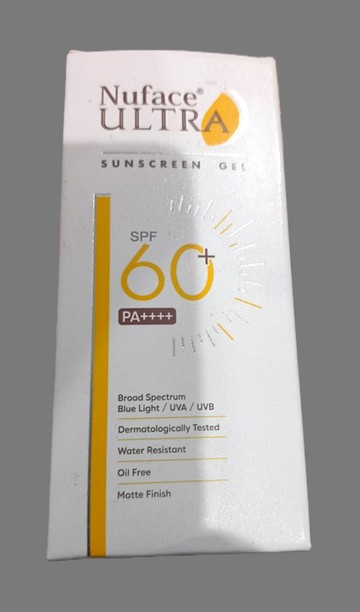 Nuface®
ULTRA
SUNSCREEN GEL
SPF
60+
PA++++
Broad Spectrum
Blue Light / UVA / UVB
Dermatologically Tested
Water Resistant
Oil Free
Matte Finish